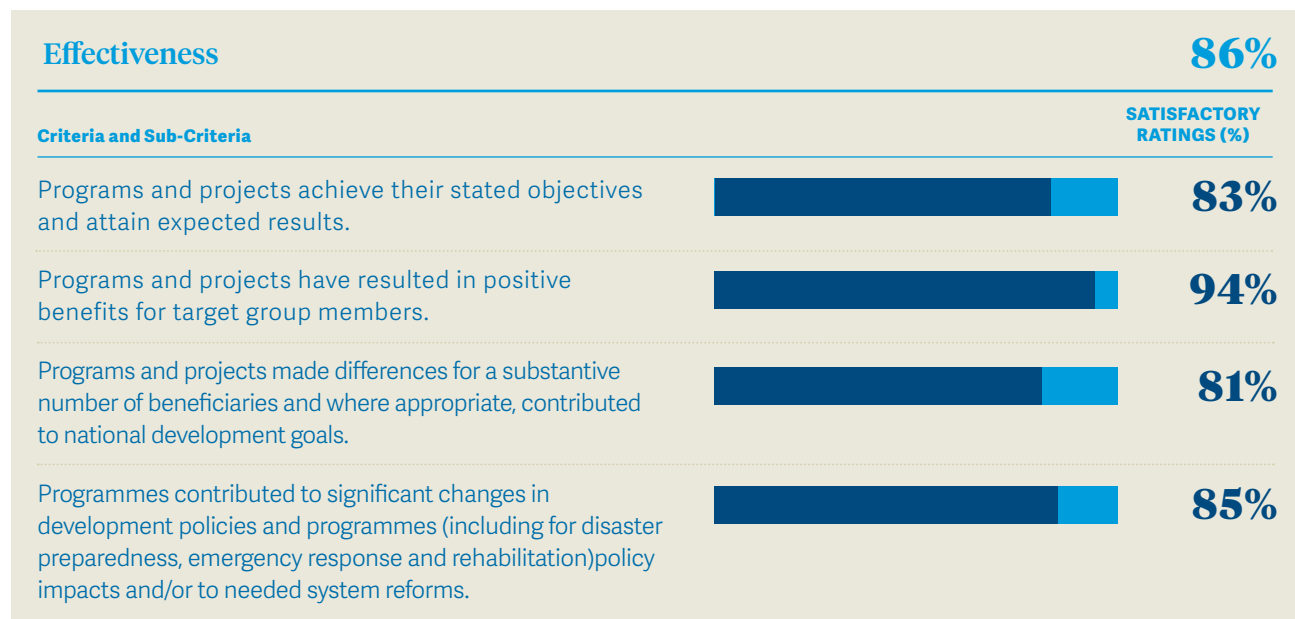 Effectiveness 86%
Criteria and Sub-Criteria
SATISFACTORY
RATINGS (%)
Programs and projects achieve their stated objectives
and attain expected results.
83%
Programs and projects have resulted in positive
benefits for target group members.
94%
Programs and projects made differences for a substantive
number of beneficiaries and where appropriate, contributed
to national development goals.
81%
Programmes contributed to significant changes in
development policies and programmes (including for disaster
preparedness, emergency response and rehabilitation)policy
impacts and/or to needed system reforms.
85%